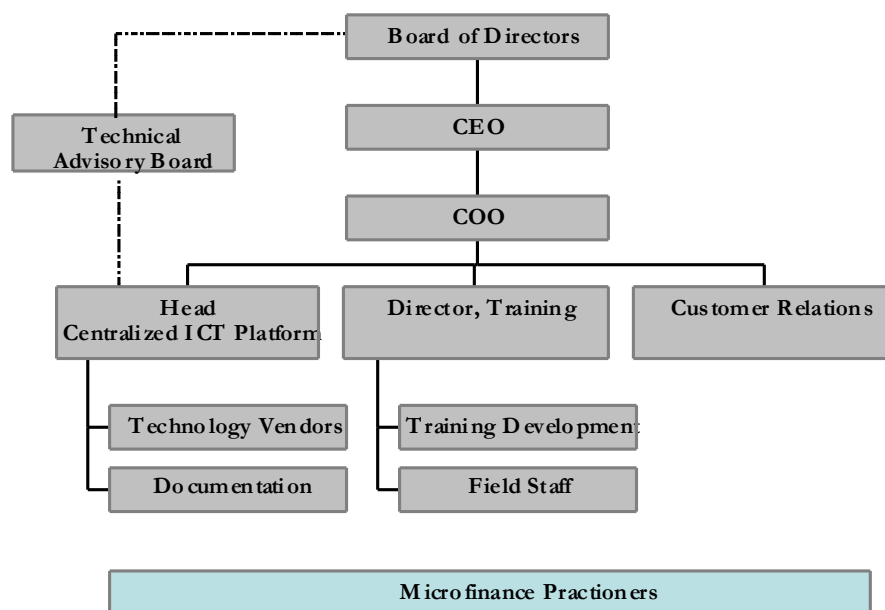 Board of Directors
CEO
Technical
Advisory Board
COO
Head
Centralized ICT Platform
Director, Training
Customer Relations
Technology Vendors
Training Development
Documentation
Field Staff
Microfinance Practioners